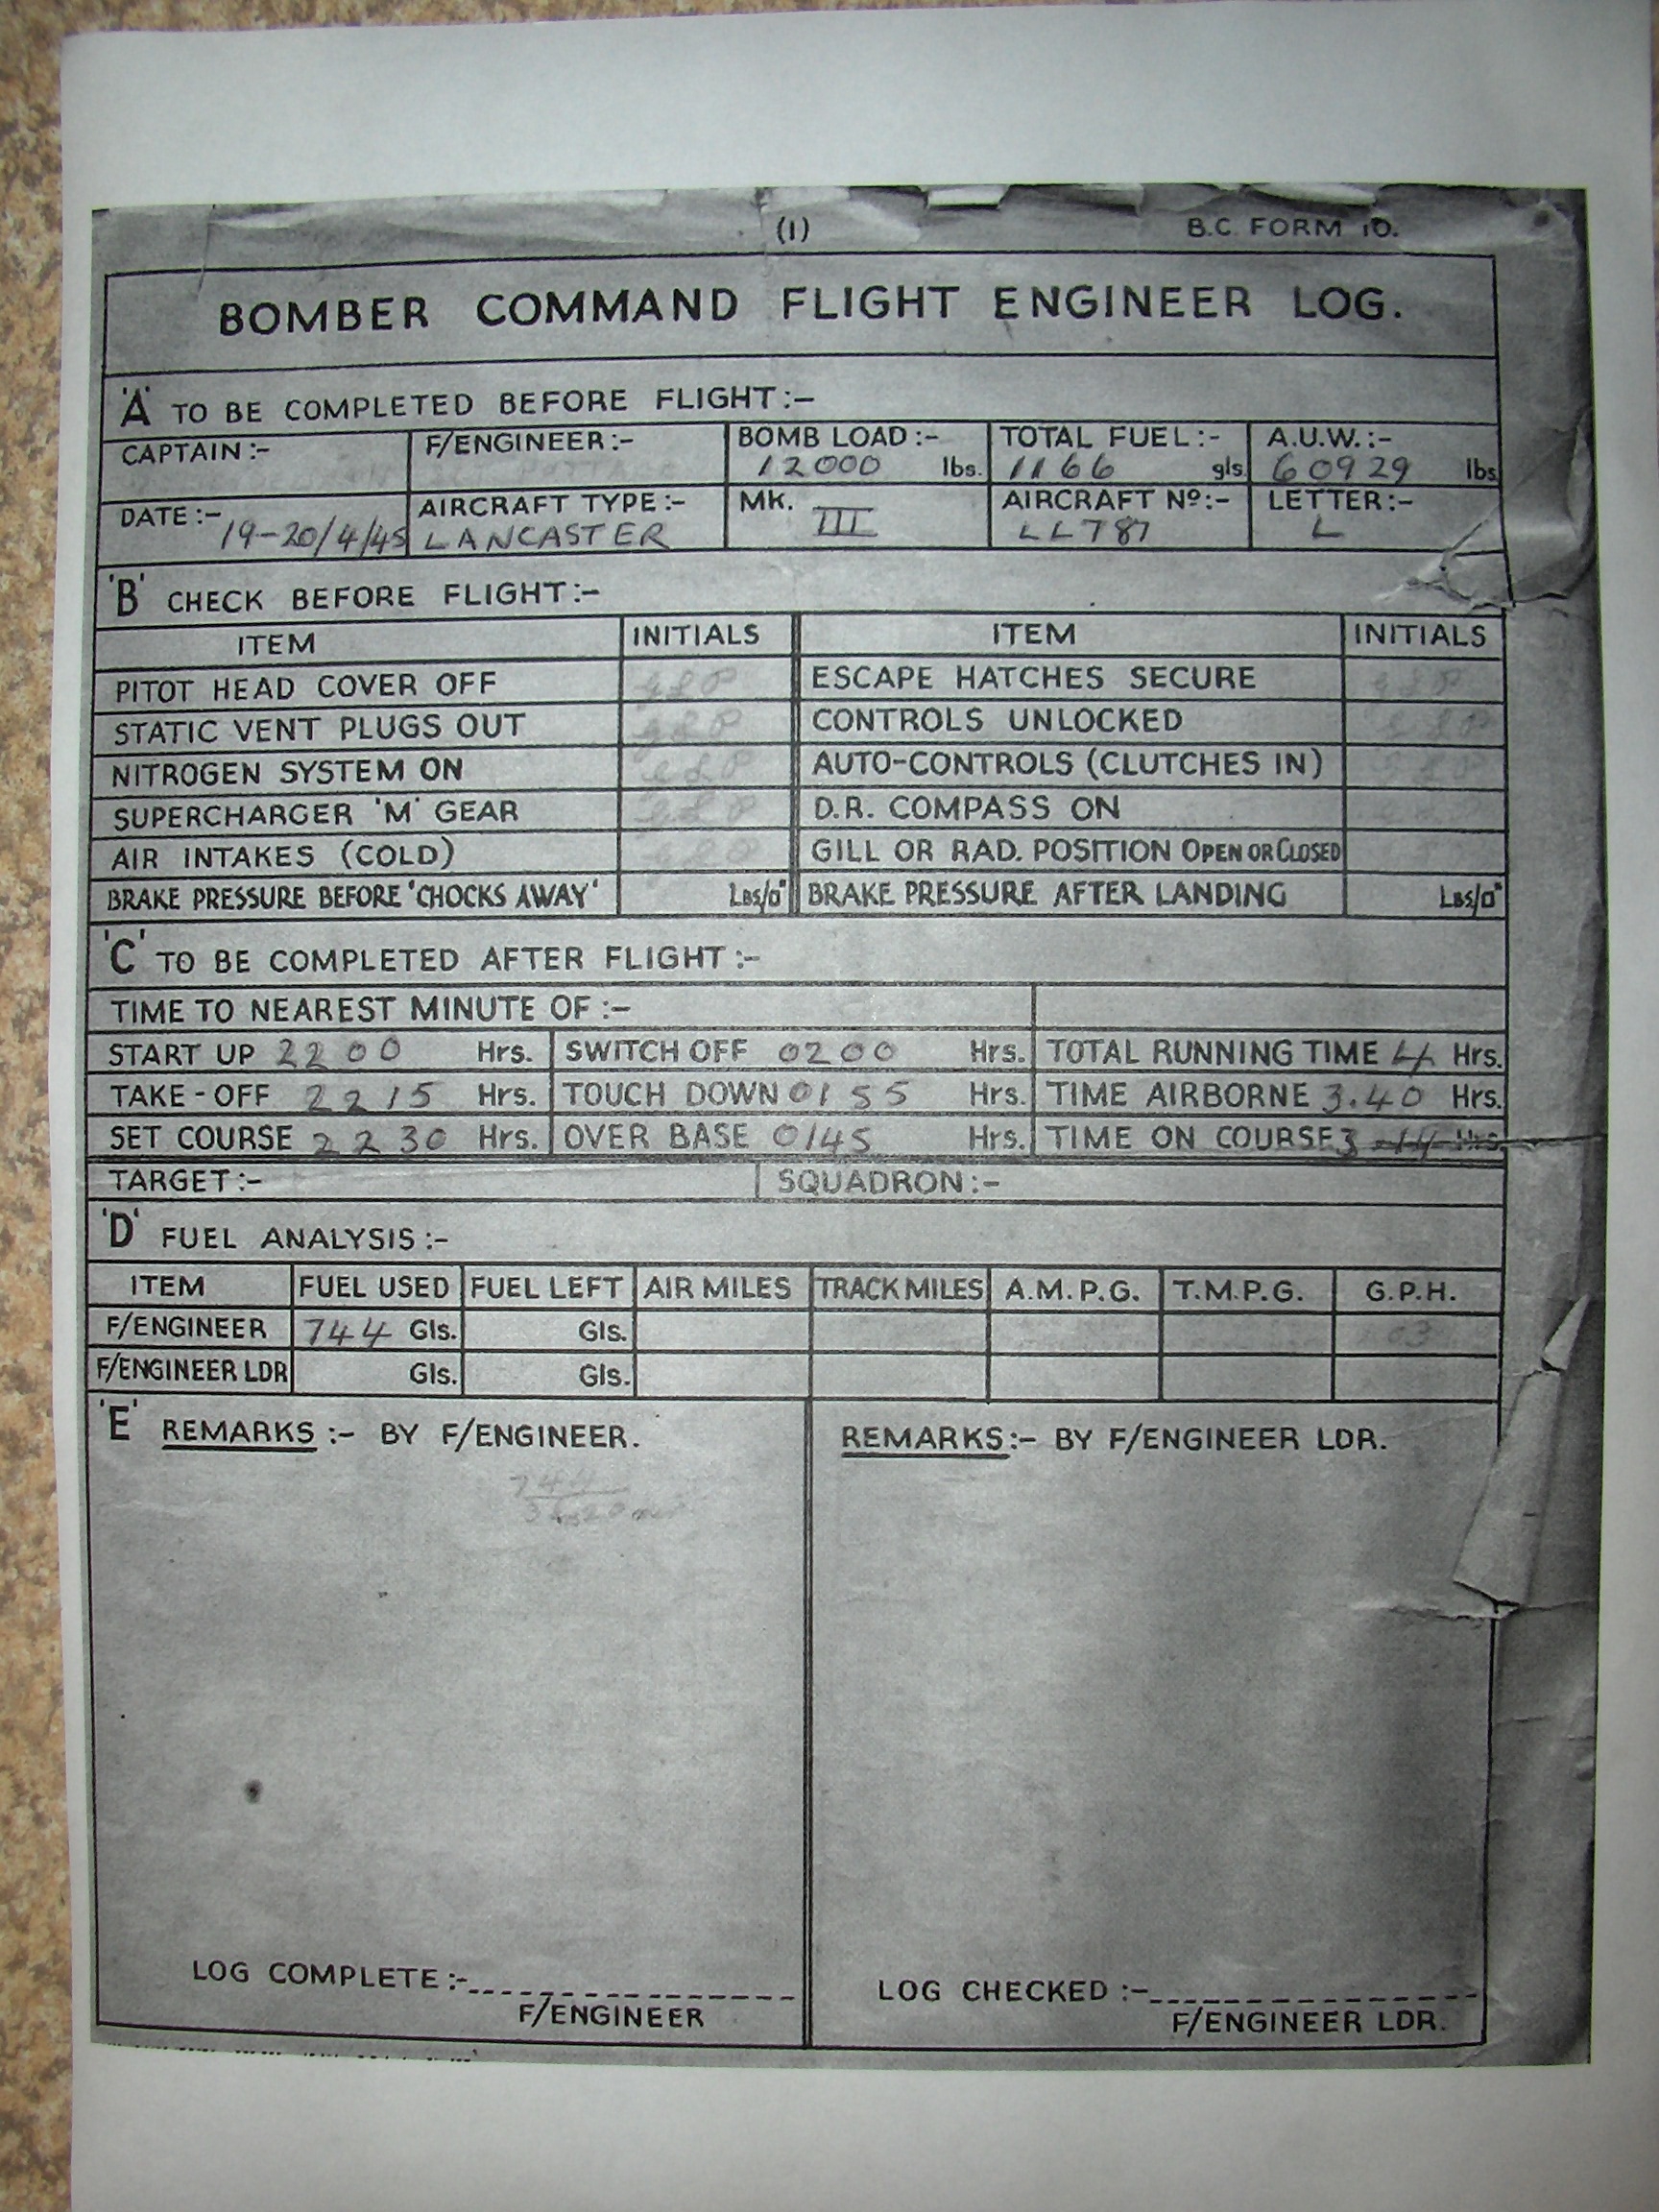 (1) B.C. FORM 10.
BOMBER COMMAND FLIGHT ENGINEER LOG.
'A' TO BE COMPLETED BEFORE FLIGHT:-
CAPTAIN:- F/ENGINEER:- BOMB LOAD:- TOTAL FUEL:- A.U.W.:-
12000 lbs. 1166 gls 60929 lbs
DATE:- AIRCRAFT TYPE:- MK. III AIRCRAFT Nº:- LETTER:-
19-20/4/45 LANCASTER LL787 L
'B' CHECK BEFORE FLIGHT:-
ITEM INITIALS ITEM INITIALS
PITOT HEAD COVER OFF GLP ESCAPE HATCHES SECURE GLP
STATIC VENT PLUGS OUT GLP CONTROLS UNLOCKED GLP
NITROGEN SYSTEM ON GLP AUTO-CONTROLS (CLUTCHES IN)
SUPERCHARGER 'M' GEAR GLP D.R. COMPASS ON
AIR INTAKES (COLD) GLP GILL OR RAD. POSITION OPEN OR CLOSED
BRAKE PRESSURE BEFORE 'CHOCKS AWAY' Lbs/□" BRAKE PRESSURE AFTER LANDING Lbs/□"
'C' TO BE COMPLETED AFTER FLIGHT:-
TIME TO NEAREST MINUTE OF:-
START UP 2200 Hrs. SWITCH OFF 0200 Hrs. TOTAL RUNNING TIME 4 Hrs.
TAKE-OFF 2215 Hrs. TOUCH DOWN 0155 Hrs. TIME AIRBORNE 3.40 Hrs.
SET COURSE 2230 Hrs. OVER BASE 0145 Hrs. TIME ON COURSE 3 Hrs.
TARGET:- SQUADRON:-
'D' FUEL ANALYSIS:-
ITEM FUEL USED FUEL LEFT AIR MILES TRACK MILES A.M.P.G. T.M.P.G. G.P.H.
F/ENGINEER 744 Gls. Gls.
F/ENGINEER LDR Gls. Gls.
'E' REMARKS:- BY F/ENGINEER. REMARKS:- BY F/ENGINEER LDR.
744
LOG COMPLETE:- LOG CHECKED:-
F/ENGINEER F/ENGINEER LDR.